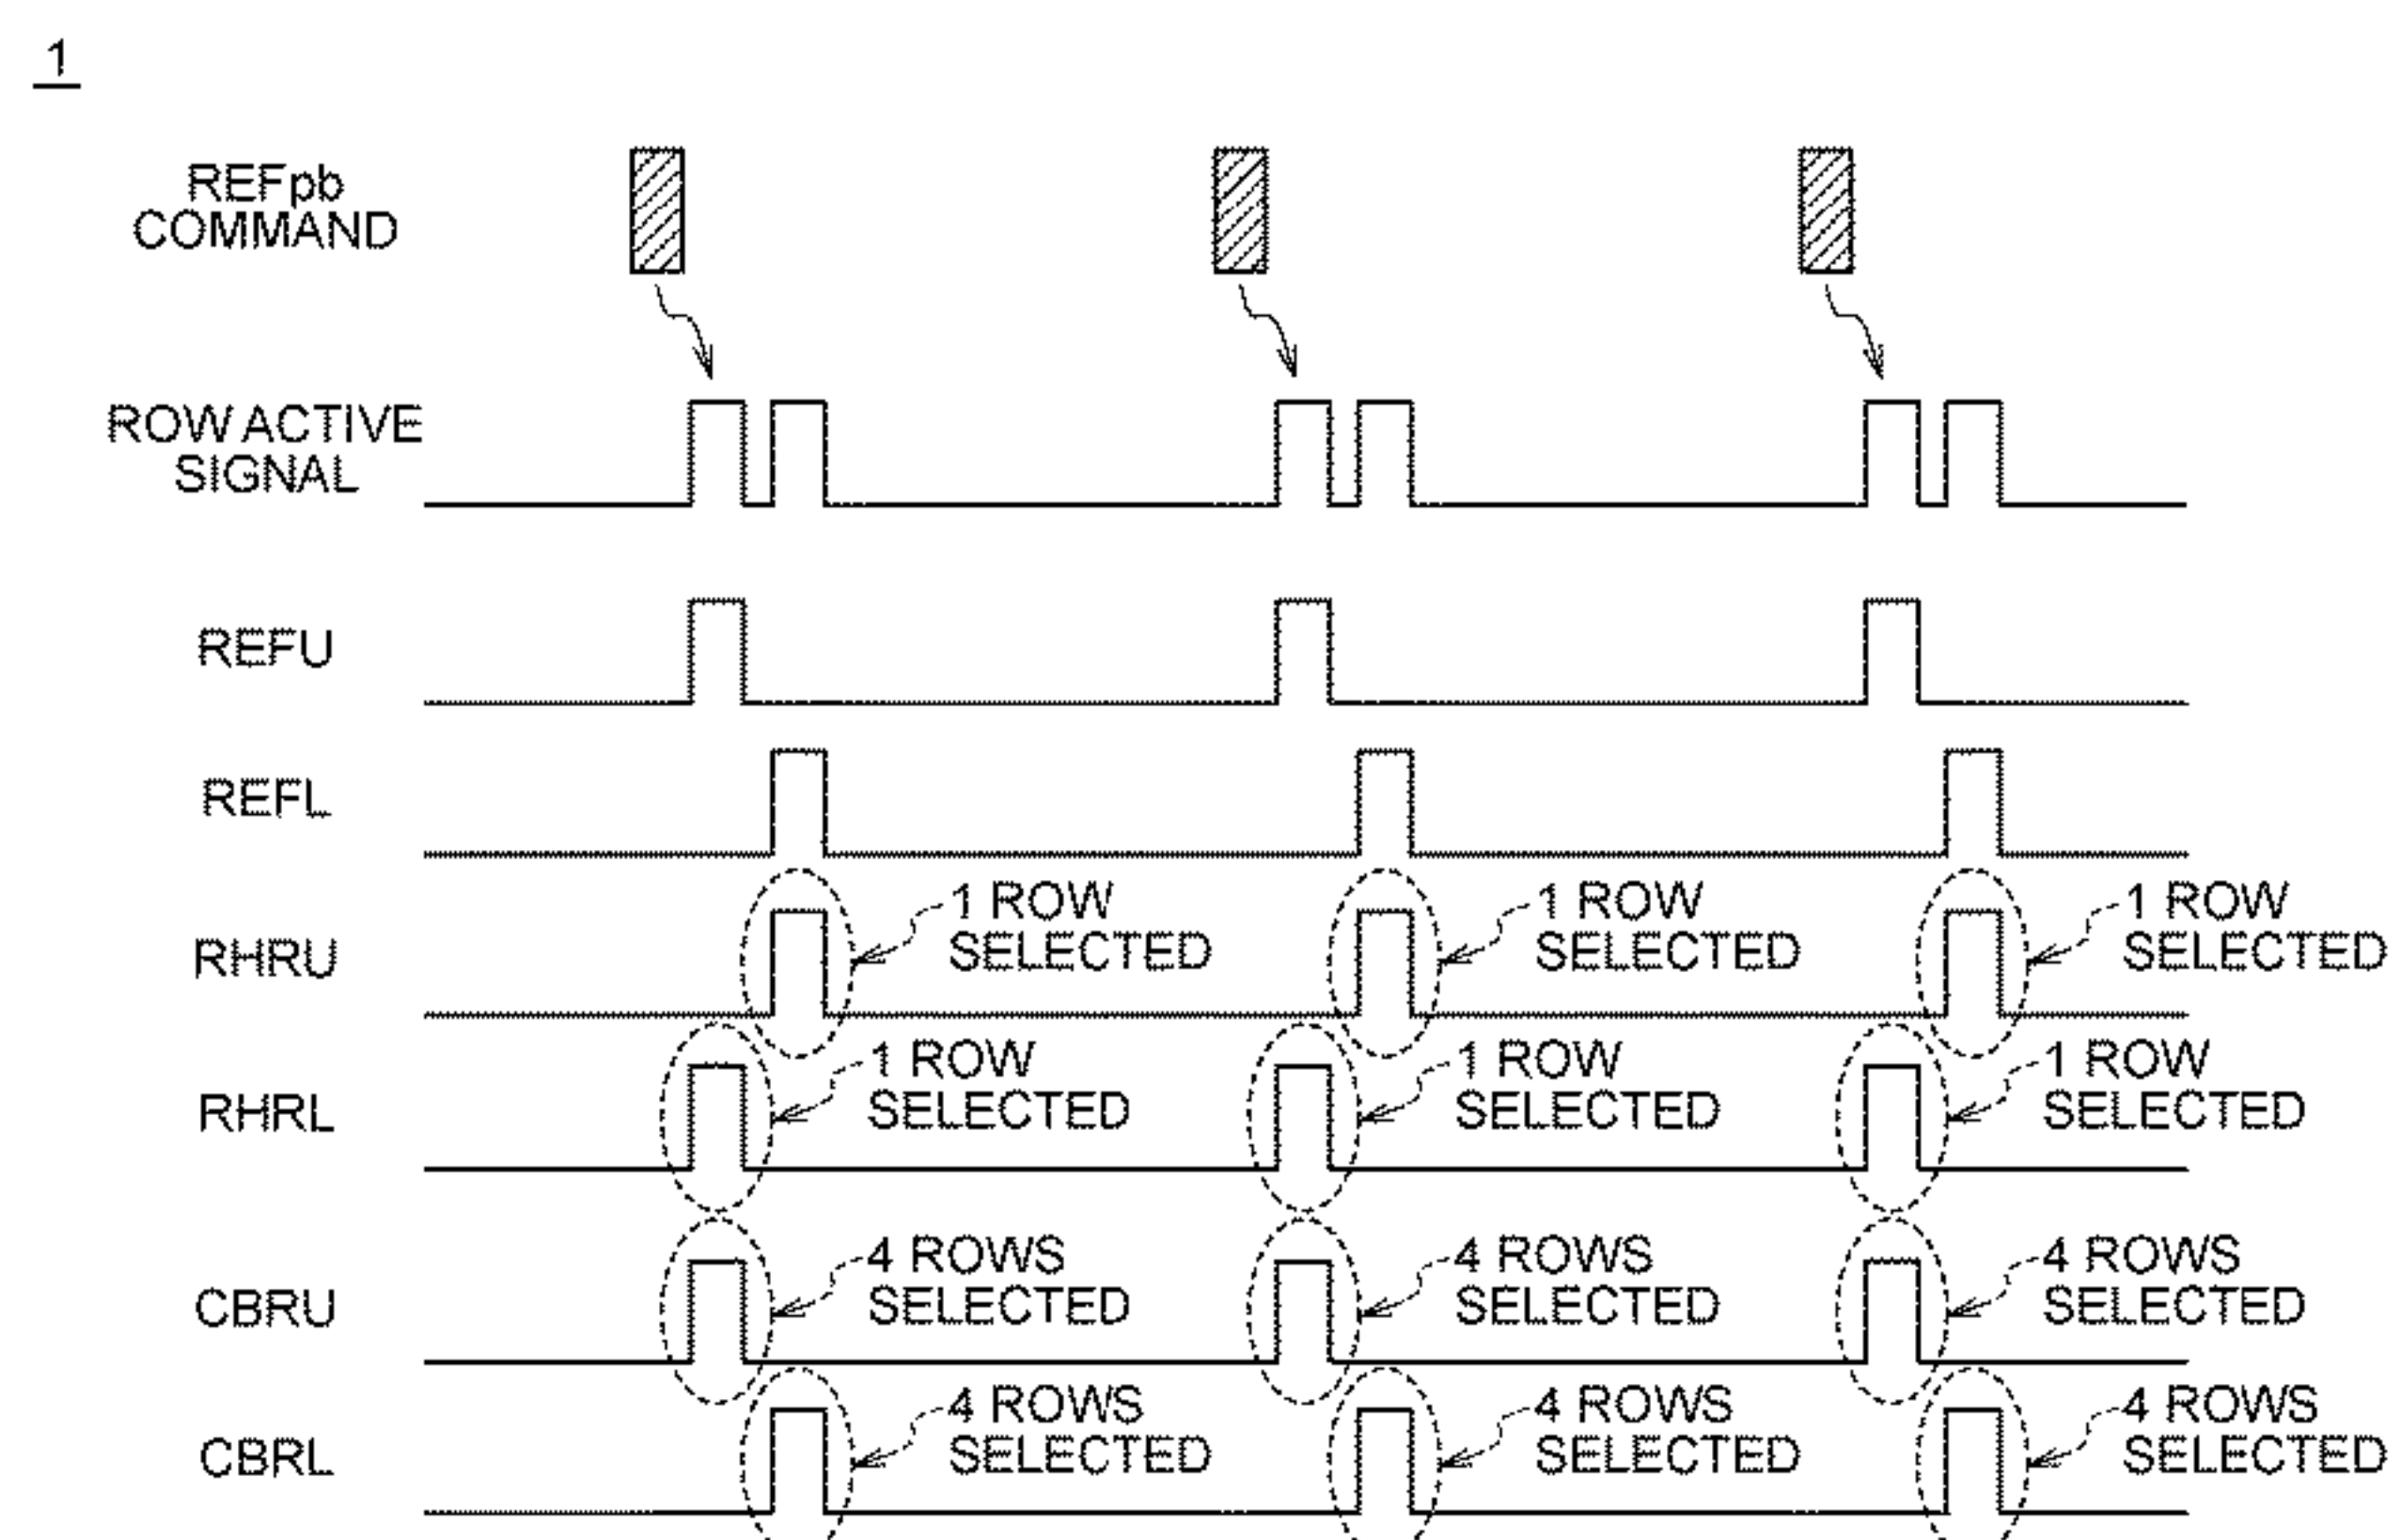 1
REFpb
COMMAND
ROW ACTIVE
SIGNAL
REFU
REFL
RHRU
1 ROW
SELECTED
1 ROW
SELECTED
1 ROW
SELECTED
RHRL
1 ROW
SELECTED
1 ROW
SELECTED
1 ROW
SELECTED
CBRU
4 ROWS
SELECTED
4 ROWS
SELECTED
4 ROWS
SELECTED
CBRL
4 ROWS
SELECTED
4 ROWS
SELECTED
4 ROWS
SELECTED